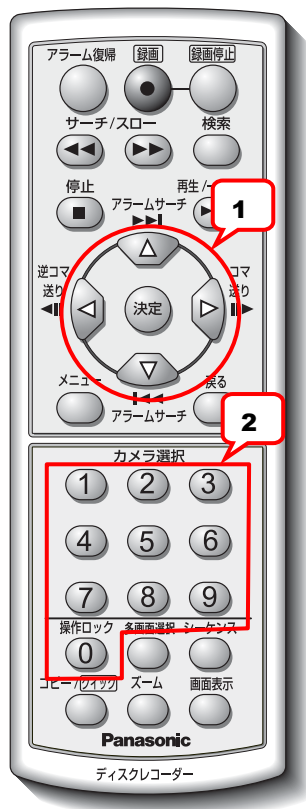 アラーム復帰 録画 録画停止
サーチ/スロー 検索
停止 アラームサーチ 再生/
1
逆コマ送り コマ送り
決定
メニュー 戻る
アラームサーチ
2
カメラ選択
1 2 3
4 5 6
7 8 9
操作ロック 多画面選択 シーケンス
0
コピー/クイック ズーム 画面表示
Panasonic
ディスクレコーダー